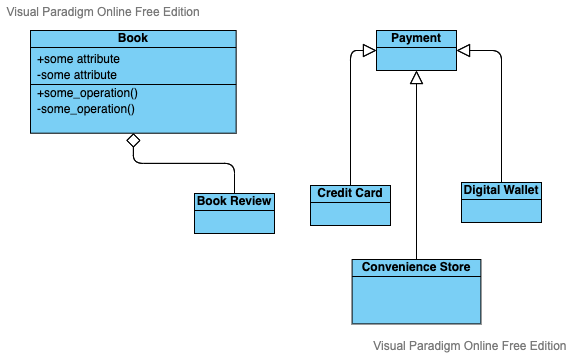 Visual Paradigm Online Free Edition
Book
+some attribute
-some attribute
+some_operation()
-some_operation()
Book Review
Payment
Credit Card
Digital Wallet
Convenience Store
Visual Paradigm Online Free Edition